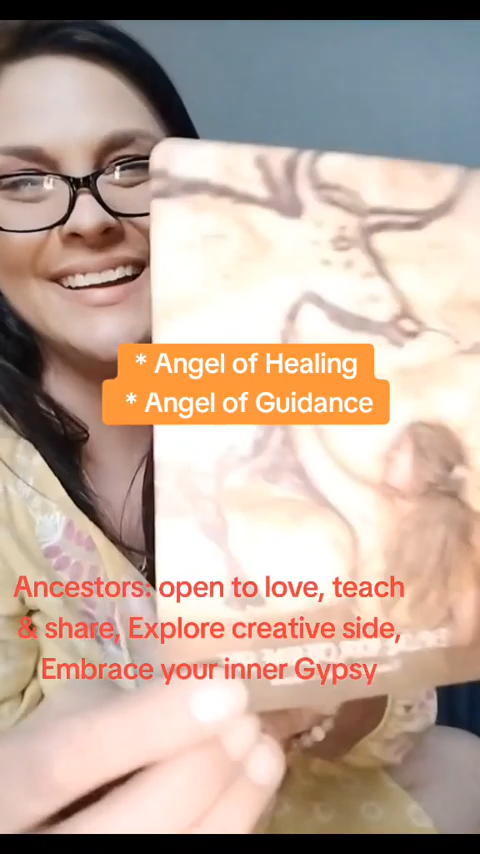 * Angel of Healing
* Angel of Guidance
Ancestors: open to love, teach
& share, Explore creative side,
Embrace your inner Gypsy